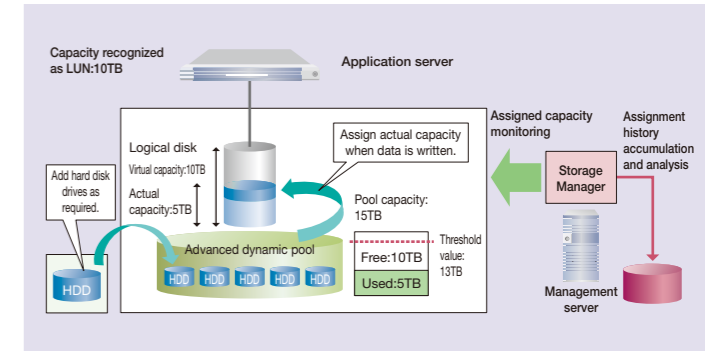 Capacity recognized
as LUN:10TB
Application server
Logical disk
Virtual capacity:10TB
Actual
capacity:5TB
Assign actual capacity
when data is written.
Add hard disk
drives as
required.
HDD
Pool capacity:
15TB
Advanced dynamic pool
HDD HDD HDD HDD HDD
Free:10TB
Used:5TB
Threshold
value:
13TB
Assigned capacity
monitoring
Storage
Manager
Management
server
Assignment
history
accumulation
and analysis